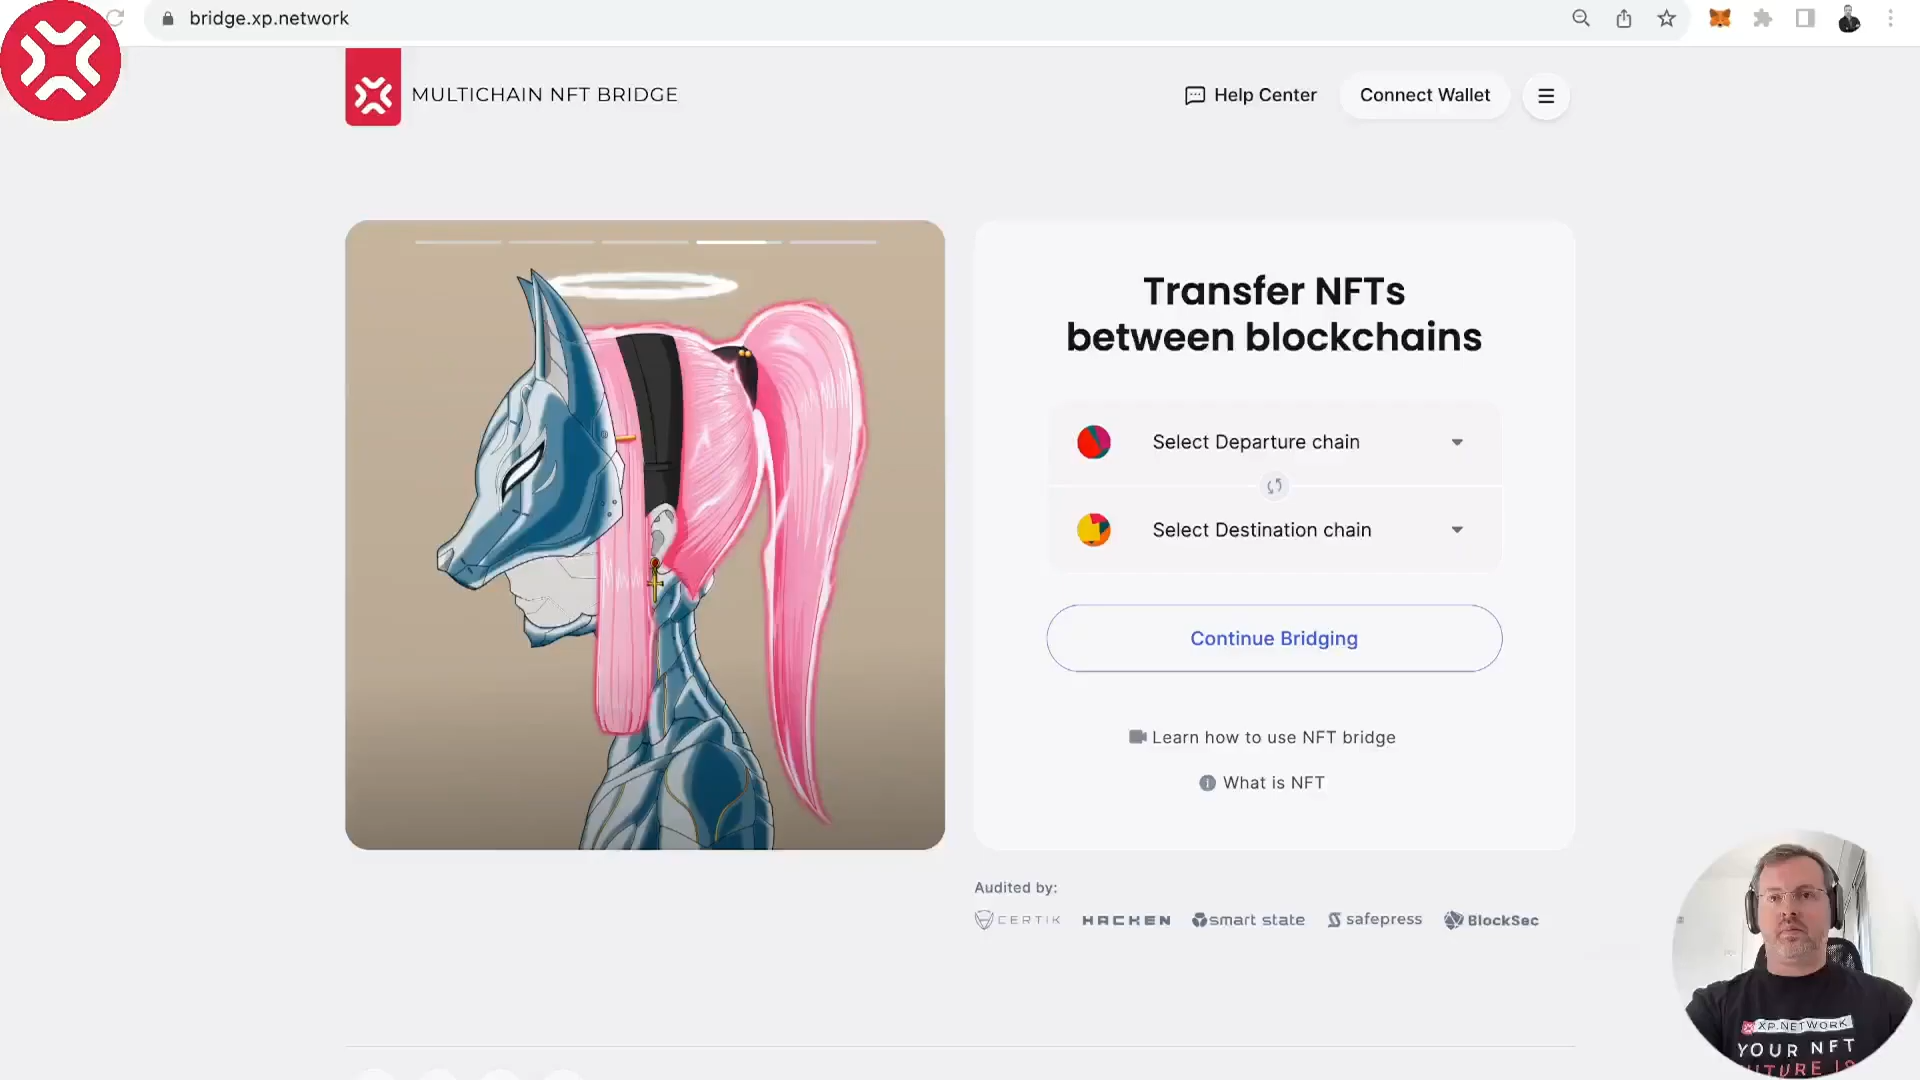 bridge.xp.network
MULTICHAIN NFT BRIDGE
Help Center
Connect Wallet
Transfer NFTs
between blockchains
Select Departure chain
Select Destination chain
Continue Bridging
Learn how to use NFT bridge
What is NFT
Audited by:
CERTIK HACKEN smart state safepress BlockSec
XP.NETWORK
YOUR NFT